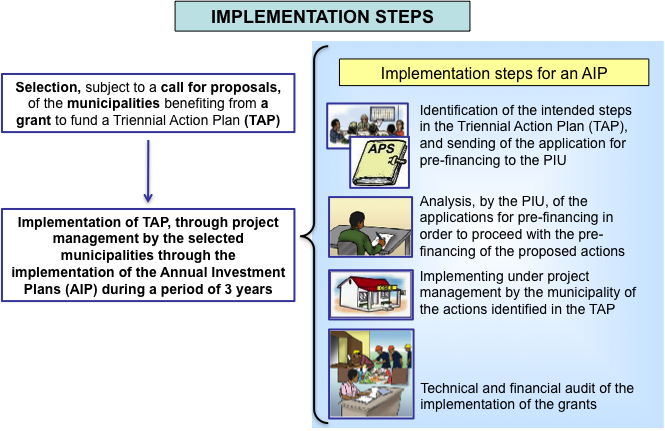 IMPLEMENTATION STEPS
Selection, subject to a call for proposals,
of the municipalities benefiting from a
grant to fund a Triennial Action Plan (TAP)
Implementation of TAP, through project
management by the selected
municipalities through the
implementation of the Annual Investment
Plans (AIP) during a period of 3 years
Implementation steps for an AIP
APS
Identification of the intended steps
in the Triennial Action Plan (TAP),
and sending of the application for
pre-financing to the PIU
Analysis, by the PIU, of the
applications for pre-financing in
order to proceed with the pre-
financing of the proposed actions
Implementing under project
management by the municipality of
the actions identified in the TAP
Technical and financial audit of the
implementation of the grants